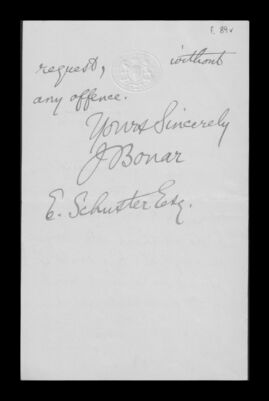 F. 89v
request, without
any offence.
Yours Sincerely
J Bonar
E. Schuster Esq.